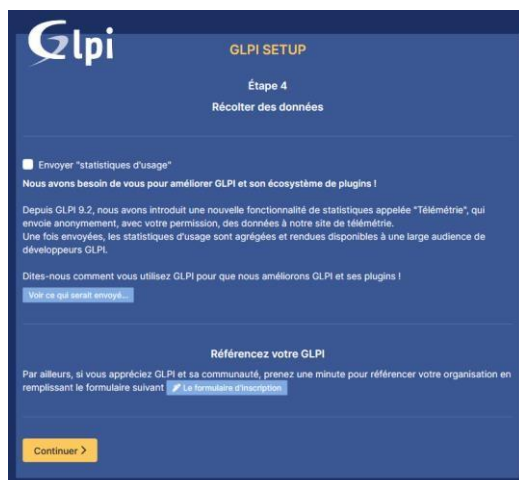 Glpi
GLPI SETUP
Étape 4
Récolter des données
Envoyer "statistiques d'usage"
Nous avons besoin de vous pour améliorer GLPI et son écosystème de plugins !
Depuis GLPI 9.2, nous avons introduit une nouvelle fonctionnalité de statistiques appelée "Télémétrie", qui
envoie anonymement, avec votre permission, des données à notre site de télémétrie.
Une fois envoyées, les statistiques d'usage sont agrégées et rendues disponibles à une large audience de
développeurs GLPI.
Dites-nous comment vous utilisez GLPI pour que nous améliorons GLPI et ses plugins !
Voir ce qui serait envoyé...
Référencez votre GLPI
Par ailleurs, si vous appréciez GLPI et sa communauté, prenez une minute pour référencer votre organisation en
remplissant le formulaire suivant Le formulaire d'inscription
Continuer >